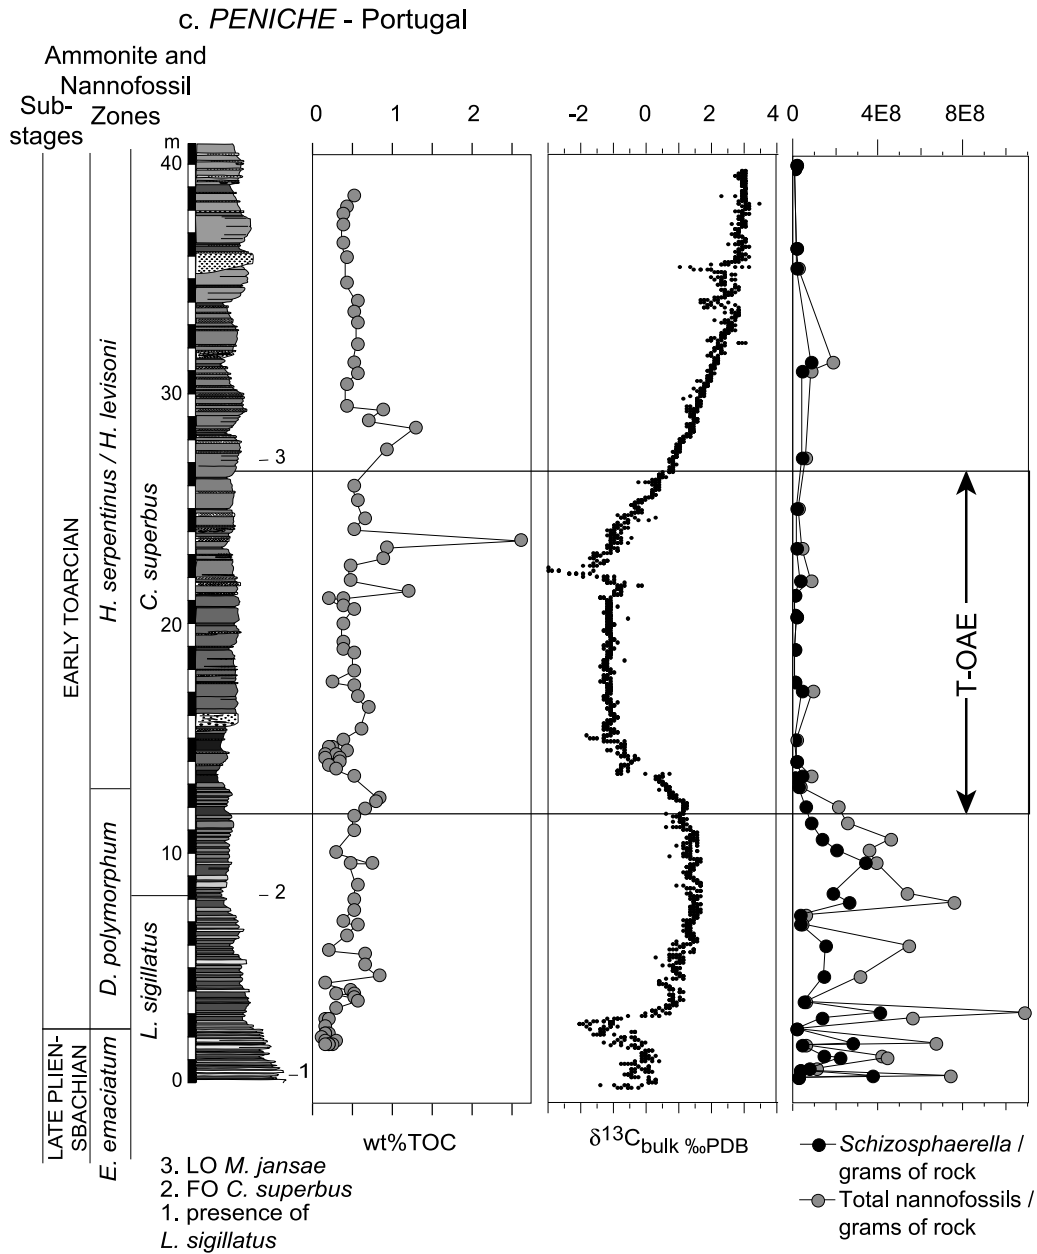 c. PENICHE - Portugal
Ammonite and
Nannofossil
Zones
Sub-
stages
m
0 1 2
-2 0 2 4
0 4E8 8E8
40
30
20
10
0
3
2
1
EARLY TOARCIAN
LATE PLIEN-
SBACHIAN
H. serpentinus / H. levisoni
D. polymorphum
E. emaciatum
C. superbus
L. sigillatus
T-OAE
wt%TOC
δ13Cbulk ‰PDB
Schizosphaerella /
grams of rock
Total nannofossils /
grams of rock
3. LO M. jansae
2. FO C. superbus
1. presence of
L. sigillatus